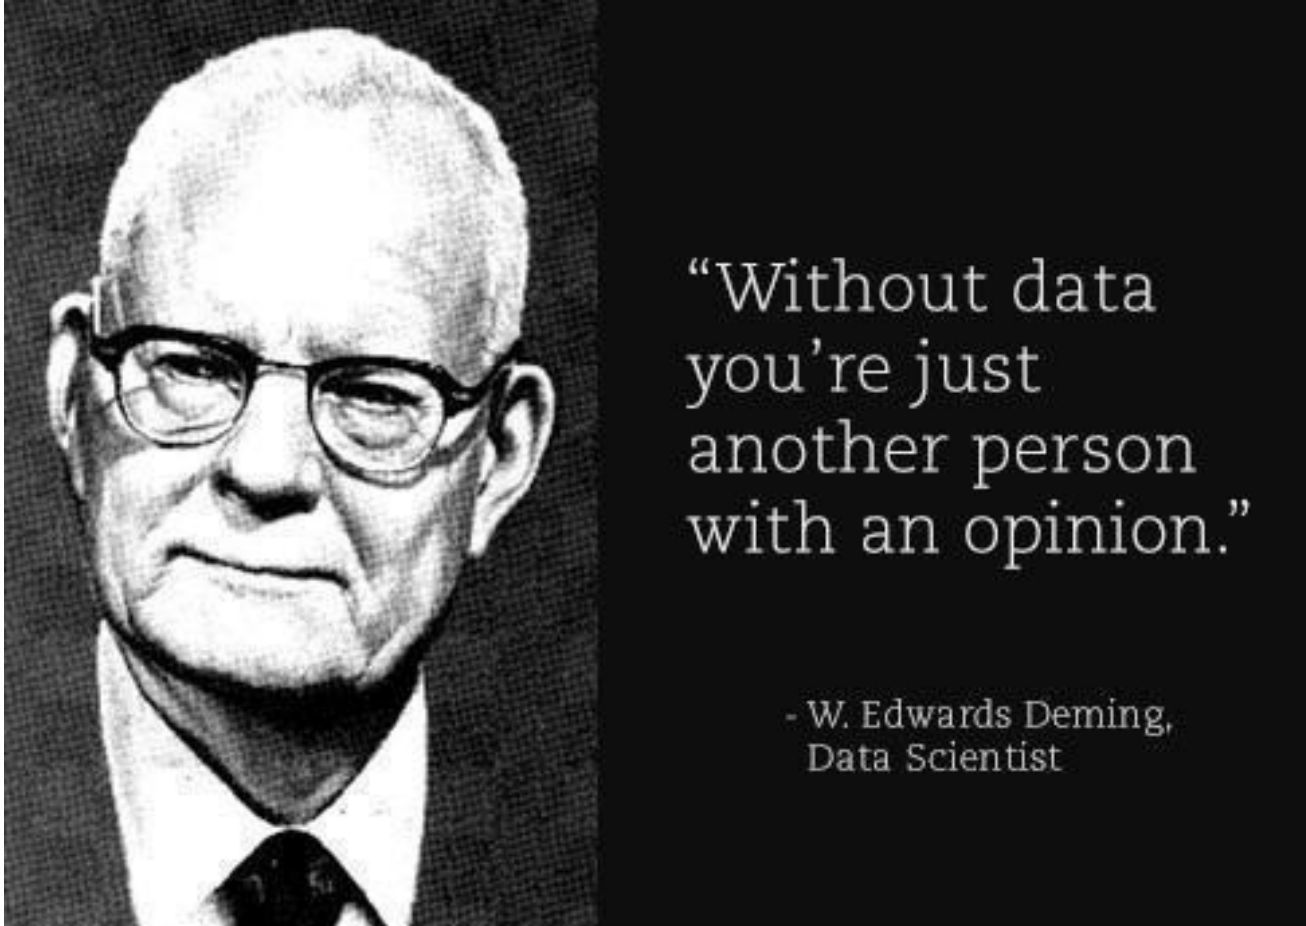 “Without data
you’re just
another person
with an opinion.”
- W. Edwards Deming,
Data Scientist